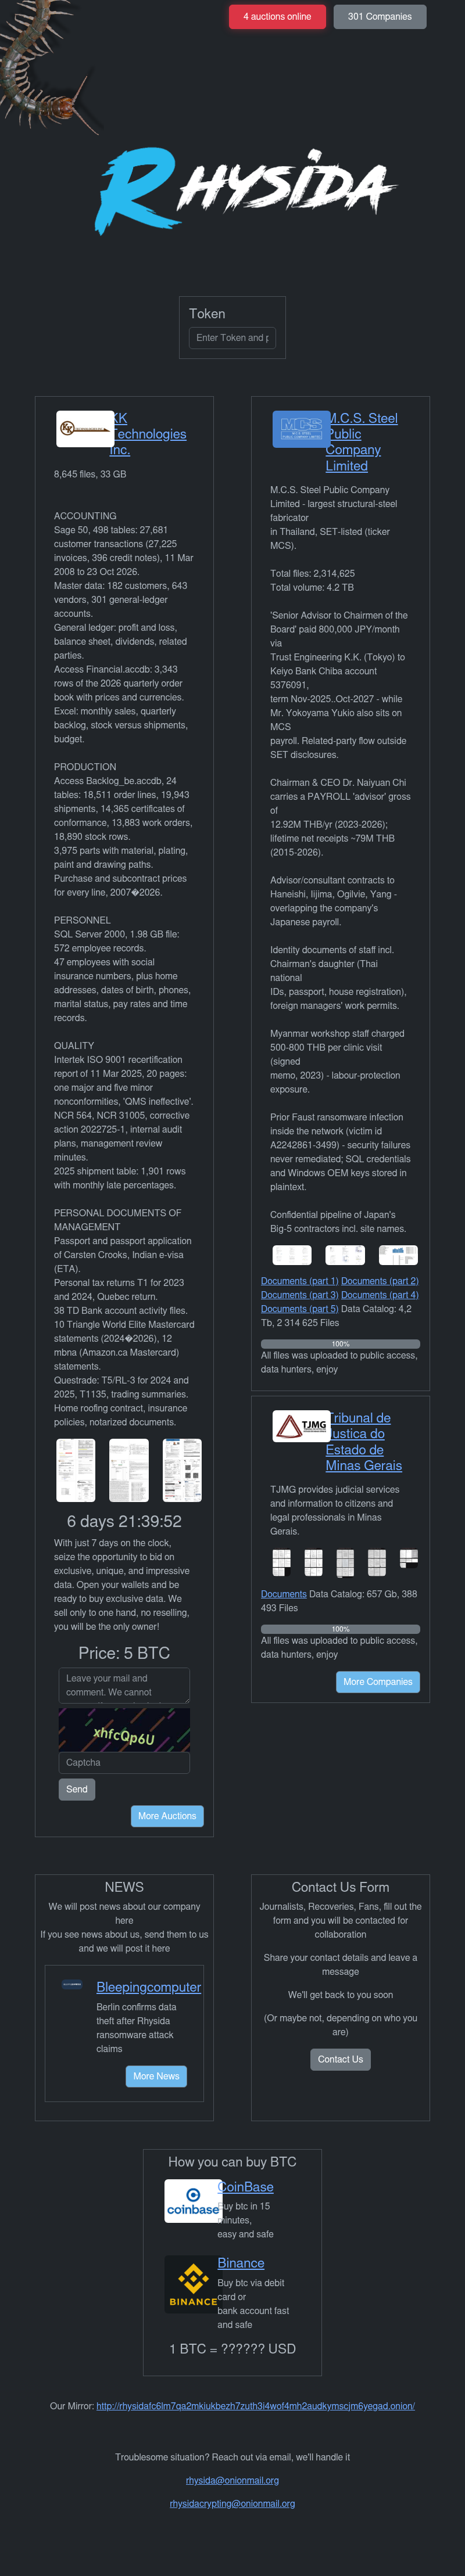 4 auctions online
301 Companies
RHYSIDA
Token
Enter Token and p
KK
Technologies
Inc.
8,645 files, 33 GB
ACCOUNTING
Sage 50, 498 tables: 27,681
customer transactions (27,225
invoices, 396 credit notes), 11 Mar
2008 to 23 Oct 2026.
Master data: 182 customers, 643
vendors, 301 general-ledger
accounts.
General ledger: profit and loss,
balance sheet, dividends, related
parties.
Access Financial.accdb: 3,343
rows of the 2026 quarterly order
book with prices and currencies.
Excel: monthly sales, quarterly
backlog, stock versus shipments,
budget.
PRODUCTION
Access Backlog_be.accdb, 24
tables: 18,511 order lines, 19,943
shipments, 14,365 certificates of
conformance, 13,883 work orders,
18,890 stock rows.
3,975 parts with material, plating,
paint and drawing paths.
Purchase and subcontract prices
for every line, 2007�2026.
PERSONNEL
SQL Server 2000, 1.98 GB file:
572 employee records.
47 employees with social
insurance numbers, plus home
addresses, dates of birth, phones,
marital status, pay rates and time
records.
QUALITY
Intertek ISO 9001 recertification
report of 11 Mar 2025, 20 pages:
one major and five minor
nonconformities, 'QMS ineffective'.
NCR 564, NCR 31005, corrective
action 2022725-1, internal audit
plans, management review
minutes.
2025 shipment table: 1,901 rows
with monthly late percentages.
PERSONAL DOCUMENTS OF
MANAGEMENT
Passport and passport application
of Carsten Crooks, Indian e-visa
(ETA).
Personal tax returns T1 for 2023
and 2024, Quebec return.
38 TD Bank account activity files.
10 Triangle World Elite Mastercard
statements (2024�2026), 12
mbna (Amazon.ca Mastercard)
statements.
Questrade: T5/RL-3 for 2024 and
2025, T1135, trading summaries.
Home roofing contract, insurance
policies, notarized documents.
6 days 21:39:52
With just 7 days on the clock,
seize the opportunity to bid on
exclusive, unique, and impressive
data. Open your wallets and be
ready to buy exclusive data. We
sell only to one hand, no reselling,
you will be the only owner!
Price: 5 BTC
Leave your mail and
comment. We cannot
xhfcQp6U
Captcha
Send
More Auctions
MCS
M.C.S. Steel
Public
Company
Limited
M.C.S. Steel Public Company
Limited - largest structural-steel
fabricator
in Thailand, SET-listed (ticker
MCS).
Total files: 2,314,625
Total volume: 4.2 TB
'Senior Advisor to Chairmen of the
Board' paid 800,000 JPY/month
via
Trust Engineering K.K. (Tokyo) to
Keiyo Bank Chiba account
5376091,
term Nov-2025..Oct-2027 - while
Mr. Yokoyama Yukio also sits on
MCS
payroll. Related-party flow outside
SET disclosures.
Chairman & CEO Dr. Naiyuan Chi
carries a PAYROLL 'advisor' gross
of
12.92M THB/yr (2023-2026);
lifetime net receipts ~79M THB
(2015-2026).
Advisor/consultant contracts to
Haneishi, Iijima, Ogilvie, Yang -
overlapping the company's
Japanese payroll.
Identity documents of staff incl.
Chairman's daughter (Thai
national
IDs, passport, house registration),
foreign managers' work permits.
Myanmar workshop staff charged
500-800 THB per clinic visit
(signed
memo, 2023) - labour-protection
exposure.
Prior Faust ransomware infection
inside the network (victim id
A2242861-3499) - security failures
never remediated; SQL credentials
and Windows OEM keys stored in
plaintext.
Confidential pipeline of Japan's
Big-5 contractors incl. site names.
Documents (part 1) Documents (part 2)
Documents (part 3) Documents (part 4)
Documents (part 5) Data Catalog: 4,2
Tb, 2 314 625 Files
100%
All files was uploaded to public access,
data hunters, enjoy
TJMG
Tribunal de
Justica do
Estado de
Minas Gerais
TJMG provides judicial services
and information to citizens and
legal professionals in Minas
Gerais.
Documents Data Catalog: 657 Gb, 388
493 Files
100%
All files was uploaded to public access,
data hunters, enjoy
More Companies
NEWS
We will post news about our company
here
If you see news about us, send them to us
and we will post it here
Bleepingcomputer
Berlin confirms data
theft after Rhysida
ransomware attack
claims
More News
Contact Us Form
Journalists, Recoveries, Fans, fill out the
form and you will be contacted for
collaboration
Share your contact details and leave a
message
We'll get back to you soon
(Or maybe not, depending on who you
are)
Contact Us
How you can buy BTC
coinbase
CoinBase
Buy btc in 15
minutes,
easy and safe
BINANCE
Binance
Buy btc via debit
card or
bank account fast
and safe
1 BTC = ?????? USD
Our Mirror: http://rhysidafc6lm7qa2mkiukbezh7zuth3i4wof4mh2audkymscjm6yegad.onion/
Troublesome situation? Reach out via email, we'll handle it
rhysida@onionmail.org
rhysidacrypting@onionmail.org